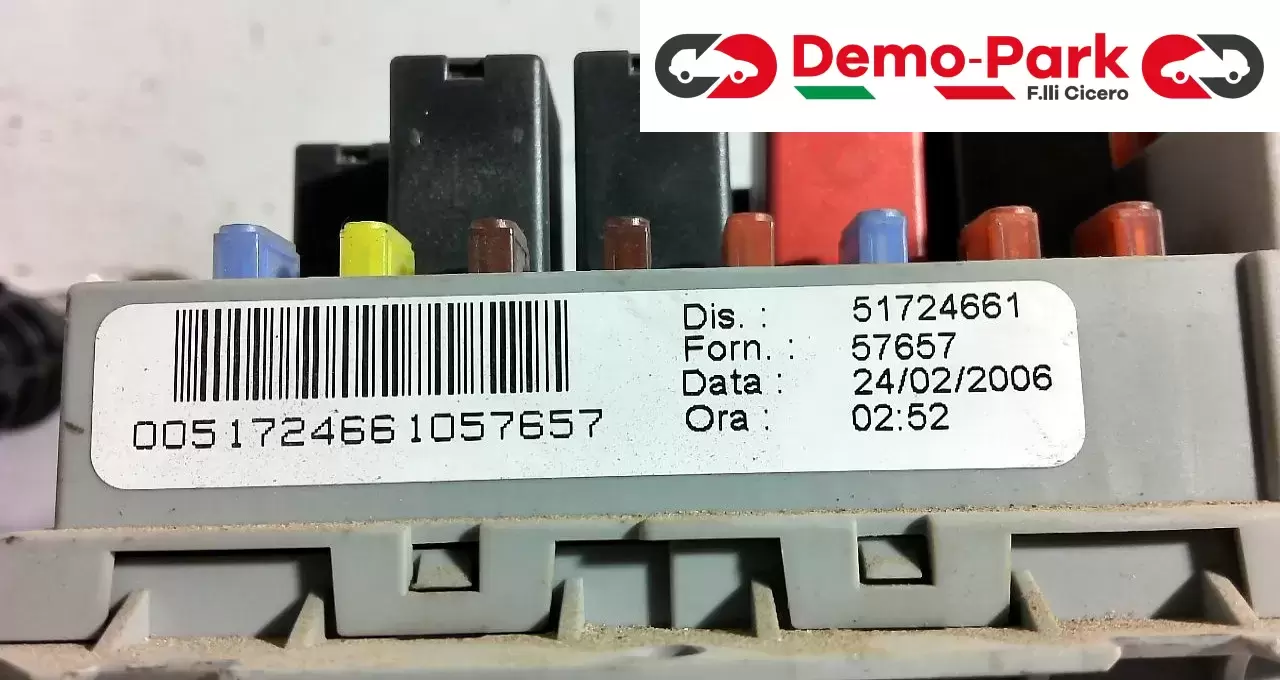 Demo-Park
F.lli Cicero
Dis. : 51724661
Forn. : 57657
Data : 24/02/2006
Ora : 02:52
0051724661057657